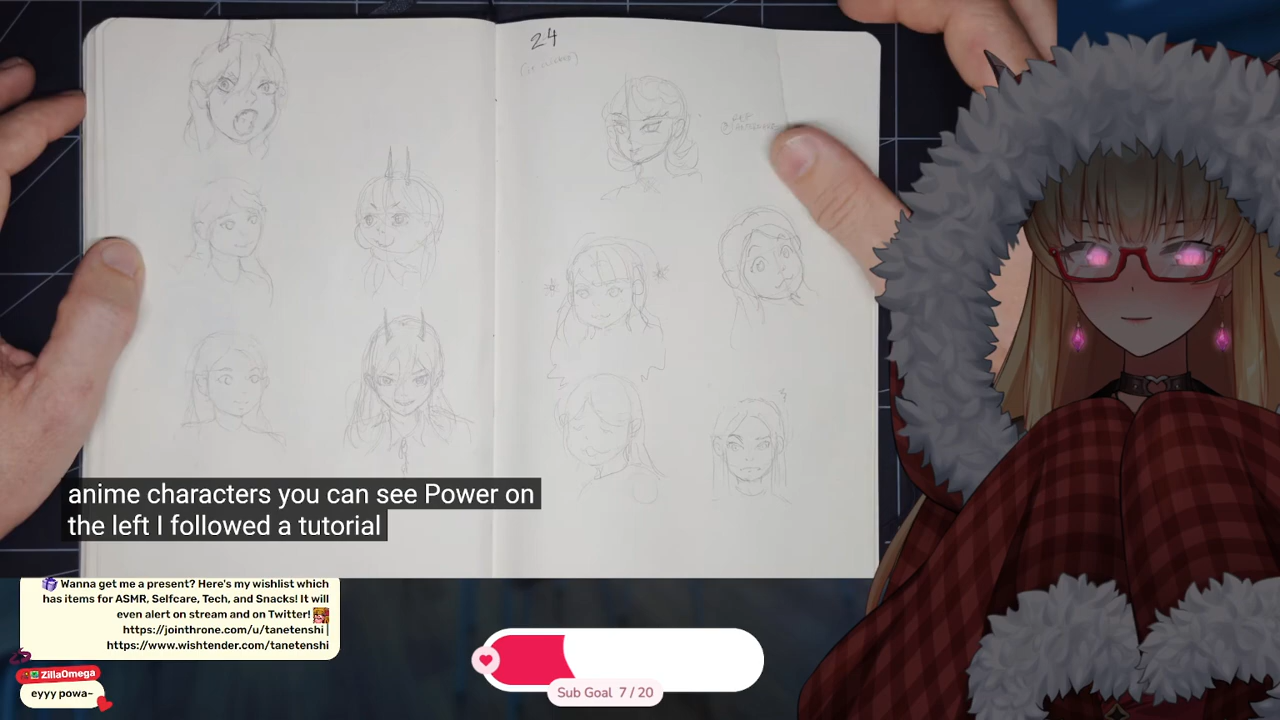 24
anime characters you can see Power on
the left I followed a tutorial
Wanna get me a present? Here's my wishlist which
has items for ASMR, Selfcare, Tech, and Snacks! It will
even alert on stream and on Twitter!
https://jointhrone.com/u/tanetenshi |
https://www.wishtender.com/tanetenshi
ZillaOmega
eyyy powa~
Sub Goal 7 / 20